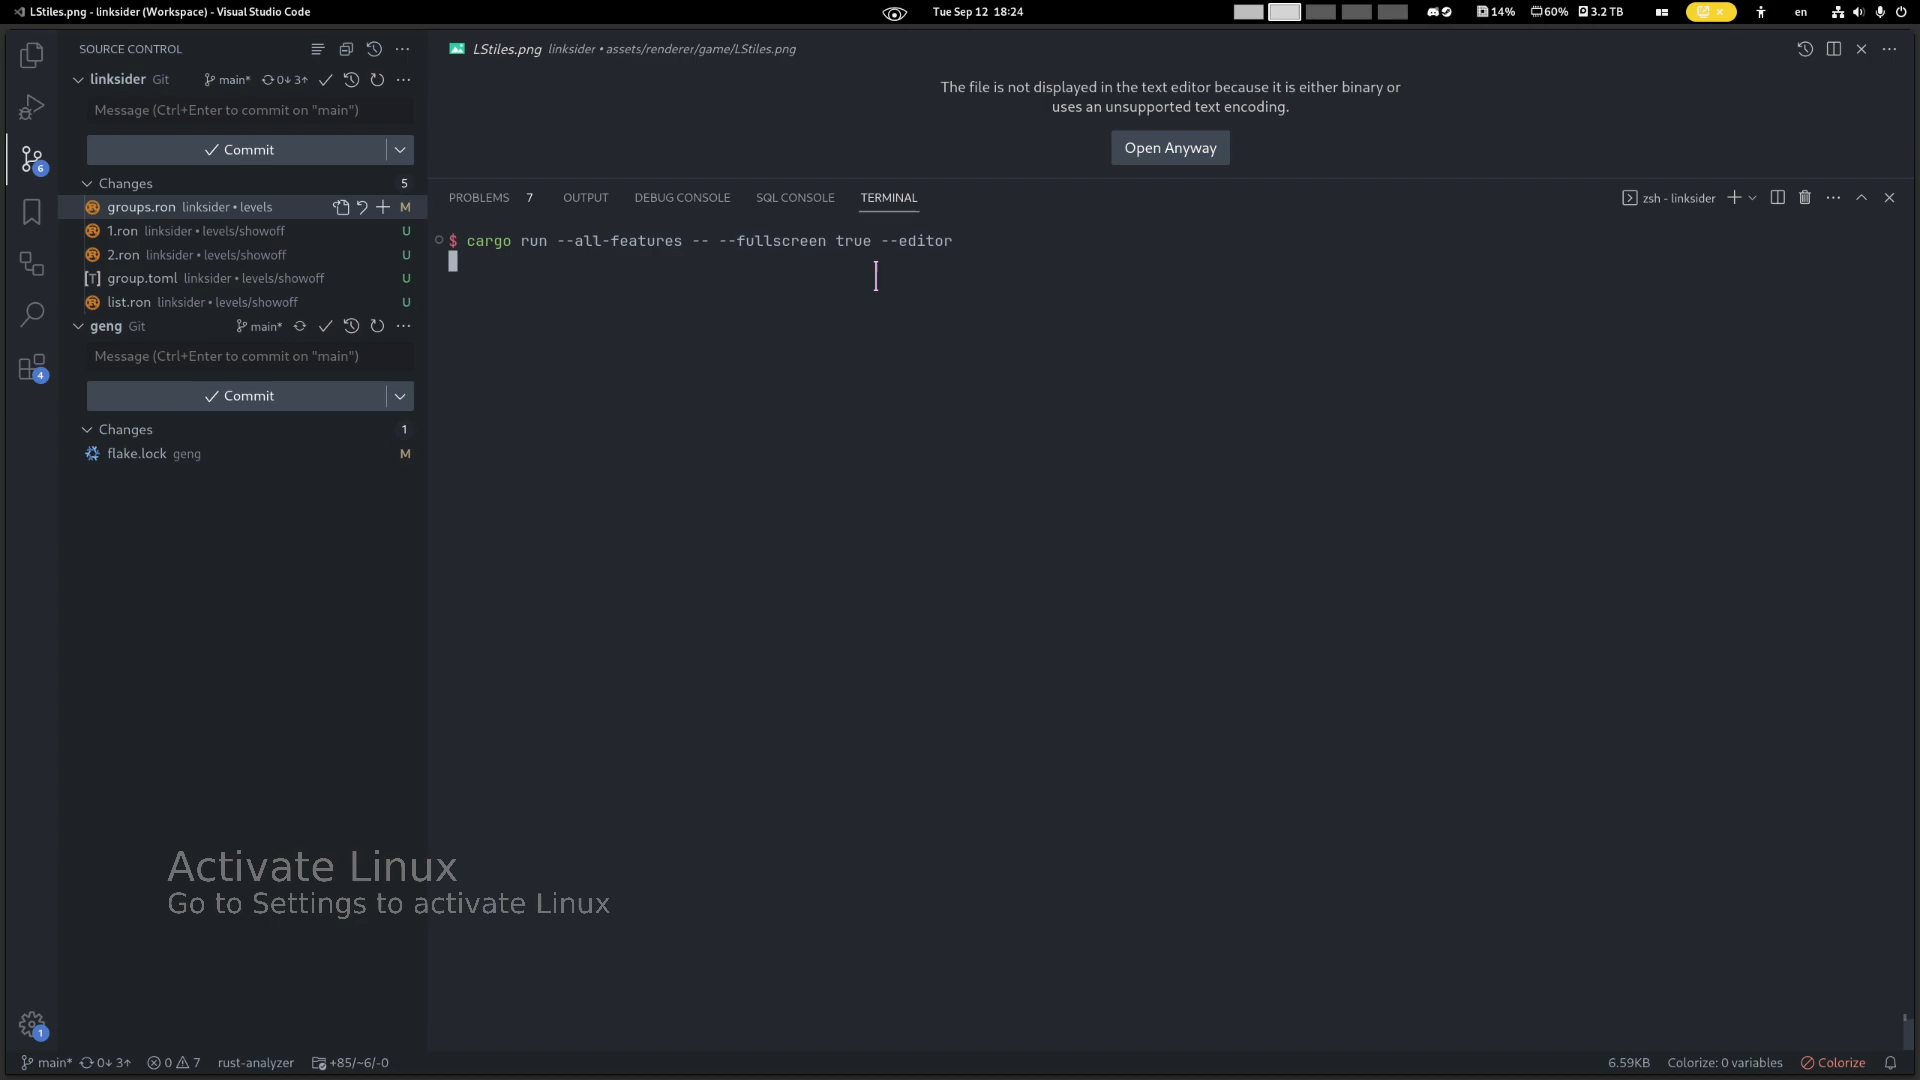 LStiles.png - linksider (Workspace) - Visual Studio Code
Tue Sep 12 18:24
14% 60% 3.2 TB
en
SOURCE CONTROL
LStiles.png linksider • assets/renderer/game/LStiles.png
linksider Git main* 0↓ 3↑
The file is not displayed in the text editor because it is either binary or
uses an unsupported text encoding.
Message (Ctrl+Enter to commit on "main")
Commit
Open Anyway
Changes 5
PROBLEMS 7 OUTPUT DEBUG CONSOLE SQL CONSOLE TERMINAL
zsh - linksider
groups.ron linksider • levels M
1.ron linksider • levels/showoff U
2.ron linksider • levels/showoff U
[T] group.toml linksider • levels/showoff U
list.ron linksider • levels/showoff U
$ cargo run --all-features -- --fullscreen true --editor
6
geng Git main*
Message (Ctrl+Enter to commit on "main")
4
Commit
Changes 1
flake.lock geng M
Activate Linux
Go to Settings to activate Linux
1
main* 0↓ 3↑ 0 7 rust-analyzer +85/~6/-0
6.59KB Colorize: 0 variables Colorize